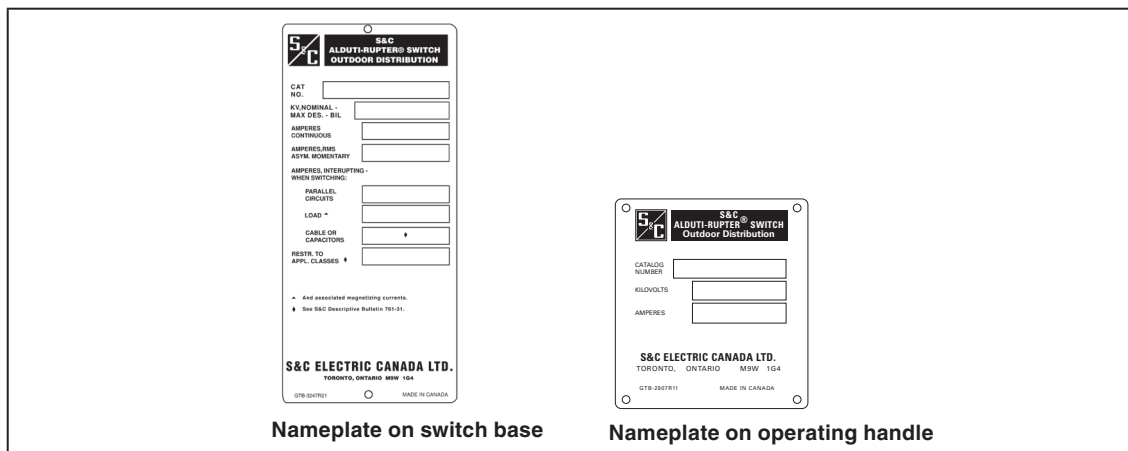 S&C
S&C
ALDUTI-RUPTER® SWITCH
OUTDOOR DISTRIBUTION
CAT
NO.
KV,NOMINAL -
MAX DES. - BIL
AMPERES
CONTINUOUS
AMPERES,RMS
ASYM. MOMENTARY
AMPERES, INTERUPTING -
WHEN SWITCHING:
PARALLEL
CIRCUITS
LOAD
CABLE OR
CAPACITORS
RESTR. TO
APPL. CLASSES ♦
♦
And associated magnetizing currents.
♦ See S&C Descriptive Bulletin 761-31.
S&C ELECTRIC CANADA LTD.
TORONTO, ONTARIO M9W 1G4
GTB-3247R21 MADE IN CANADA
Nameplate on switch base
S&C
S&C
ALDUTI-RUPTER® SWITCH
Outdoor Distribution
CATALOG
NUMBER
KILOVOLTS
AMPERES
S&C ELECTRIC CANADA LTD.
TORONTO, ONTARIO M9W 1G4
GTB-2907R11 MADE IN CANADA
Nameplate on operating handle